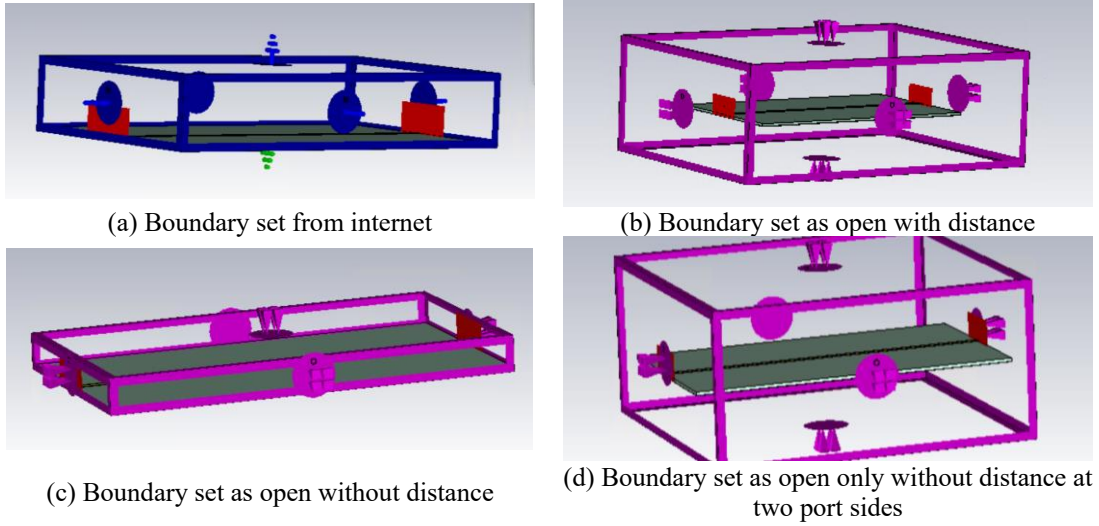 (a) Boundary set from internet
(b) Boundary set as open with distance
(c) Boundary set as open without distance
(d) Boundary set as open only without distance at
two port sides